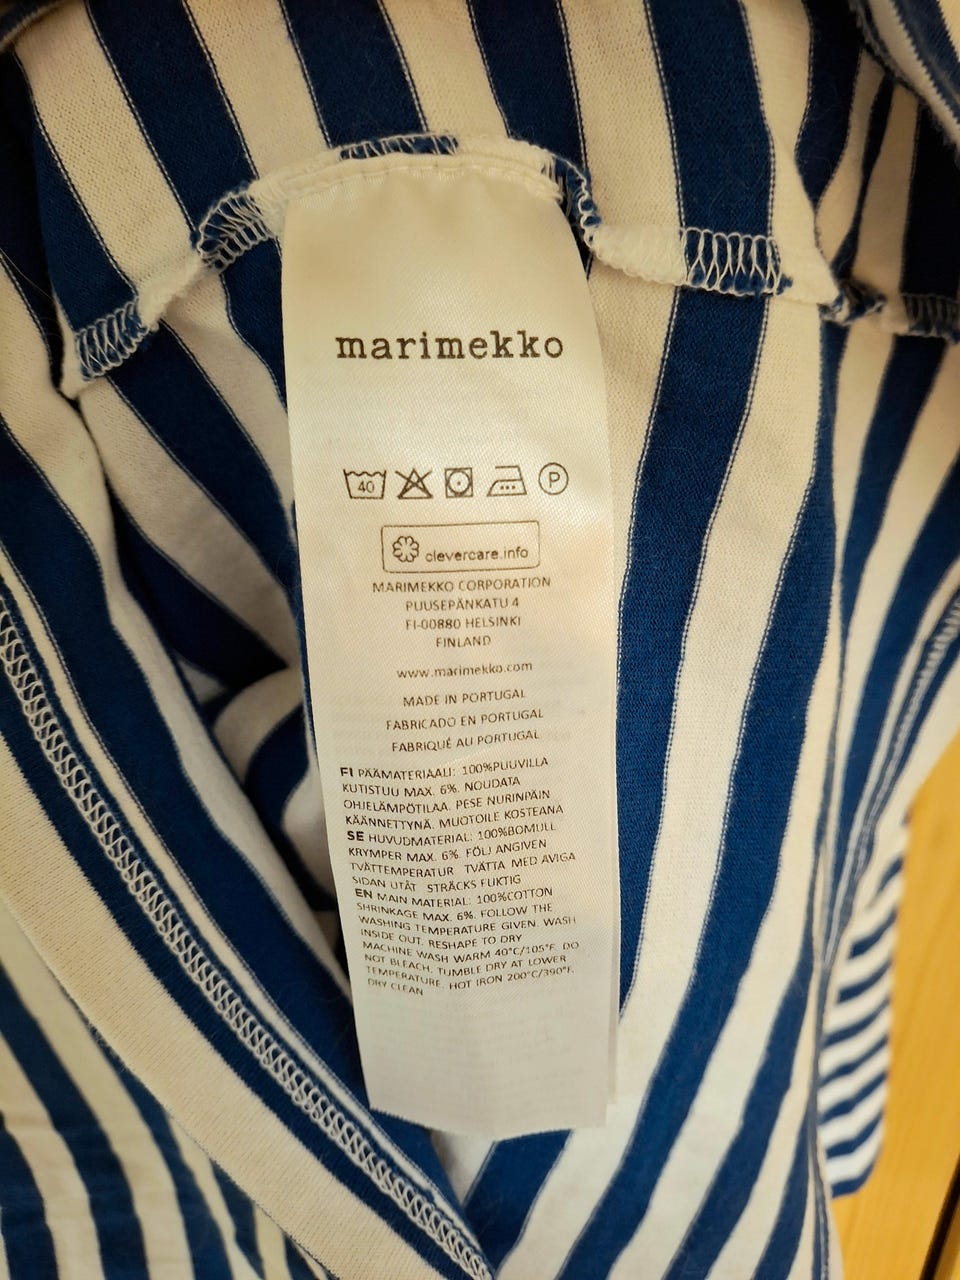 marimekko
40
P
clevercare.info
MARIMEKKO CORPORATION
PUUSEPÄNKATU 4
FI-00880 HELSINKI
FINLAND
www.marimekko.com
MADE IN PORTUGAL
FABRICADO EN PORTUGAL
FABRIQUÉ AU PORTUGAL
FI PÄÄMATERIAALI: 100%PUUVILLA
KUTISTUU MAX. 6%. NOUDATA
OHJELÄMPÖTILAA. PESE NURINPÄIN
KÄÄNNETTYNÄ. MUOTOILE KOSTEANA
SE HUVUDMATERIAL: 100%BOMULL
KRYMPER MAX. 6%. FÖLJ ANGIVEN
TVÄTTEMPERATUR TVÄTTA MED AVIGA
SIDAN UTÅT STRÄCKS FUKTIG
EN MAIN MATERIAL: 100%COTTON
SHRINKAGE MAX. 6%. FOLLOW THE
WASHING TEMPERATURE GIVEN. WASH
INSIDE OUT. RESHAPE TO DRY
MACHINE WASH WARM 40°C/105°F. DO
NOT BLEACH. TUMBLE DRY AT LOWER
TEMPERATURE. HOT IRON 200°C/390°F.
DRY CLEAN